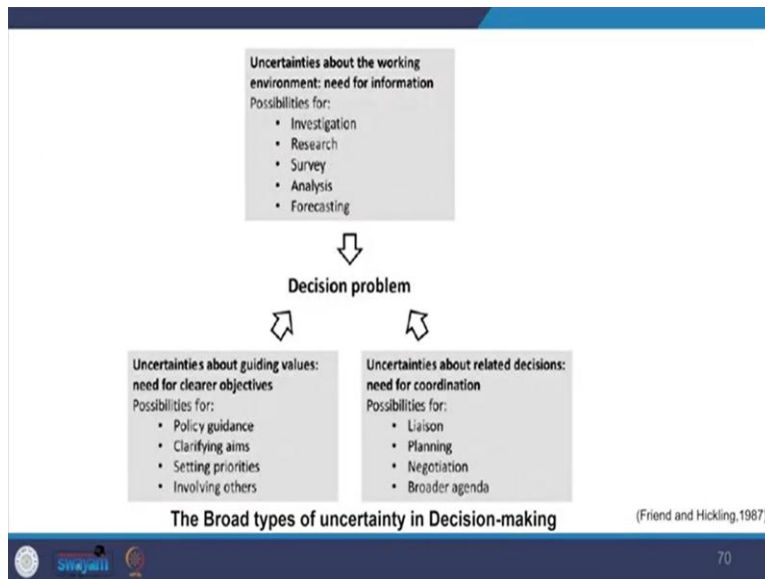 Uncertainties about the working
environment: need for information
Possibilities for:
• Investigation
• Research
• Survey
• Analysis
• Forecasting
Decision problem
Uncertainties about guiding values:
need for clearer objectives
Possibilities for:
• Policy guidance
• Clarifying aims
• Setting priorities
• Involving others
Uncertainties about related decisions:
need for coordination
Possibilities for:
• Liaison
• Planning
• Negotiation
• Broader agenda
The Broad types of uncertainty in Decision-making
(Friend and Hickling,1987)
swayam
70